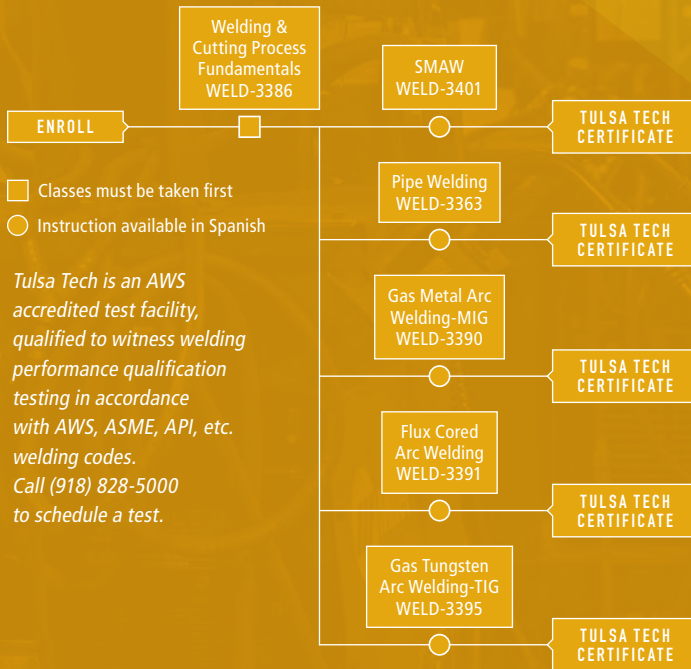 Welding &
Cutting Process
Fundamentals
WELD-3386
SMAW
WELD-3401
ENROLL
TULSA TECH
CERTIFICATE
Classes must be taken first
Instruction available in Spanish
Pipe Welding
WELD-3363
TULSA TECH
CERTIFICATE
Tulsa Tech is an AWS
accredited test facility,
qualified to witness welding
performance qualification
testing in accordance
with AWS, ASME, API, etc.
welding codes.
Call (918) 828-5000
to schedule a test.
Gas Metal Arc
Welding-MIG
WELD-3390
TULSA TECH
CERTIFICATE
Flux Cored
Arc Welding
WELD-3391
TULSA TECH
CERTIFICATE
Gas Tungsten
Arc Welding-TIG
WELD-3395
TULSA TECH
CERTIFICATE